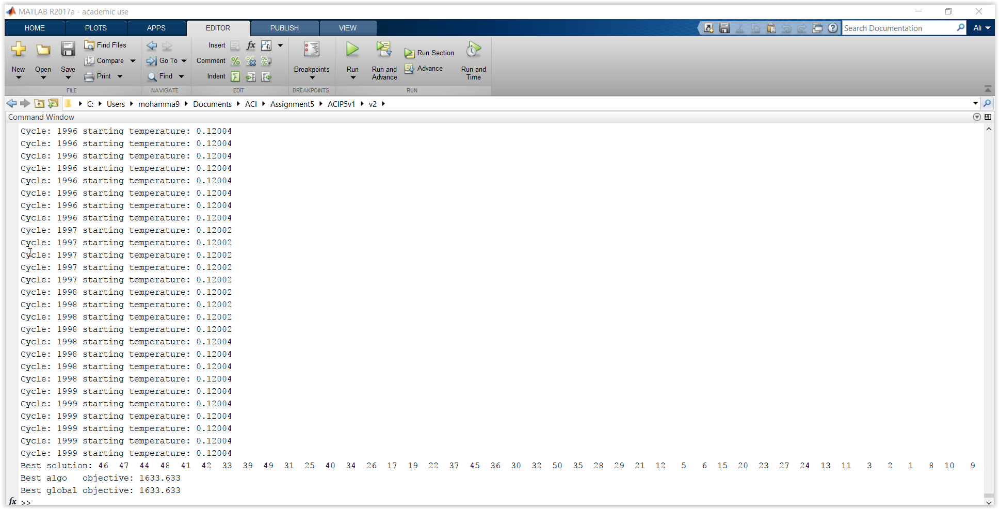 MATLAB R2017a - academic use
HOME PLOTS APPS EDITOR PUBLISH VIEW Search Documentation Ali
New Open Save Find Files Compare Print
Go To Find
Insert fx fi
Comment
Indent
Breakpoints
Run Run and Advance Run Section Advance Run and Time
FILE NAVIGATE EDIT BREAKPOINTS RUN
C: Users mohamma9 Documents ACI Assignment5 ACIP5v1 v2
Command Window
Cycle: 1996 starting temperature: 0.12004
Cycle: 1996 starting temperature: 0.12004
Cycle: 1996 starting temperature: 0.12004
Cycle: 1996 starting temperature: 0.12004
Cycle: 1996 starting temperature: 0.12004
Cycle: 1996 starting temperature: 0.12004
Cycle: 1996 starting temperature: 0.12004
Cycle: 1996 starting temperature: 0.12004
Cycle: 1997 starting temperature: 0.12002
Cycle: 1997 starting temperature: 0.12002
Cycle: 1997 starting temperature: 0.12002
Cycle: 1997 starting temperature: 0.12002
Cycle: 1997 starting temperature: 0.12002
Cycle: 1998 starting temperature: 0.12002
Cycle: 1998 starting temperature: 0.12002
Cycle: 1998 starting temperature: 0.12002
Cycle: 1998 starting temperature: 0.12002
Cycle: 1998 starting temperature: 0.12004
Cycle: 1998 starting temperature: 0.12004
Cycle: 1998 starting temperature: 0.12004
Cycle: 1998 starting temperature: 0.12004
Cycle: 1999 starting temperature: 0.12004
Cycle: 1999 starting temperature: 0.12004
Cycle: 1999 starting temperature: 0.12004
Cycle: 1999 starting temperature: 0.12004
Cycle: 1999 starting temperature: 0.12004
Cycle: 1999 starting temperature: 0.12004
Best solution: 46 47 44 48 41 42 33 39 49 31 25 40 34 26 17 19 22 37 45 36 30 32 50 35 28 29 21 12 5 6 15 20 23 27 24 13 11 3 2 1 8 10 9
Best algo objective: 1633.633
Best global objective: 1633.633
fx >>